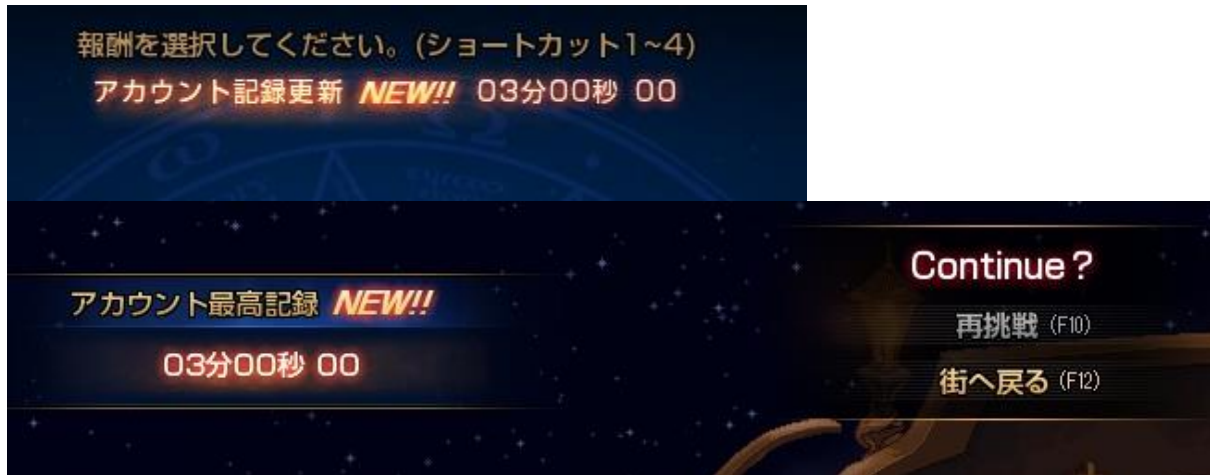 報酬を選択してください。(ショートカット1~4)
アカウント記録更新 NEW!! 03分00秒 00
アカウント最高記録 NEW!!
03分00秒 00
Continue?
再挑戦 (F10)
街へ戻る (F12)